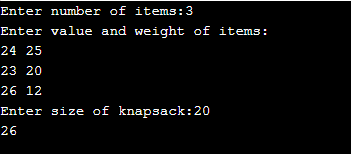 Enter number of items:3
Enter value and weight of items:
24 25
23 20
26 12
Enter size of knapsack:20
26